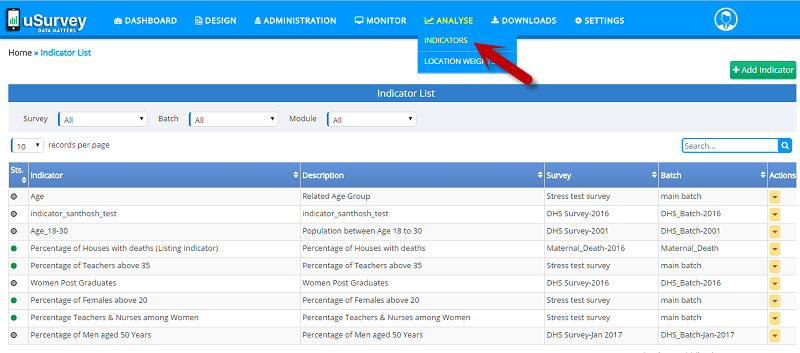 uSurvey DASHBOARD DESIGN ADMINISTRATION MONITOR ANALYSE DOWNLOADS SETTINGS
DATA MATTERS
INDICATORS
LOCATION WEIGHTS
Home » Indicator List
+ Add Indicator
Indicator List
Survey All Batch All Module All
10 records per page Search...
Sts. Indicator Description Survey Batch Actions
Age Related Age Group Stress test survey main batch
indicator_santhosh_test indicator_santhosh_test DHS Survey-2016 DHS_Batch-2016
Age_18-30 Population between Age 18 to 30 DHS Survey-2001 DHS_Batch-2001
Percentage of Houses with deaths (Listing Indicator) Percentage of Houses with deaths Maternal_Death-2016 Maternal_Death
Percentage of Teachers above 35 Percentage of Teachers above 35 Stress test survey main batch
Women Post Graduates Women Post Graduates DHS Survey-2016 DHS_Batch-2016
Percentage of Females above 20 Percentage of Females above 20 Stress test survey main batch
Percentage Teachers & Nurses among Women Percentage Teachers & Nurses among Women Stress test survey main batch
Percentage of Men aged 50 Years Percentage of Men aged 50 Years DHS Survey-Jan 2017 DHS_Batch-Jan-2017